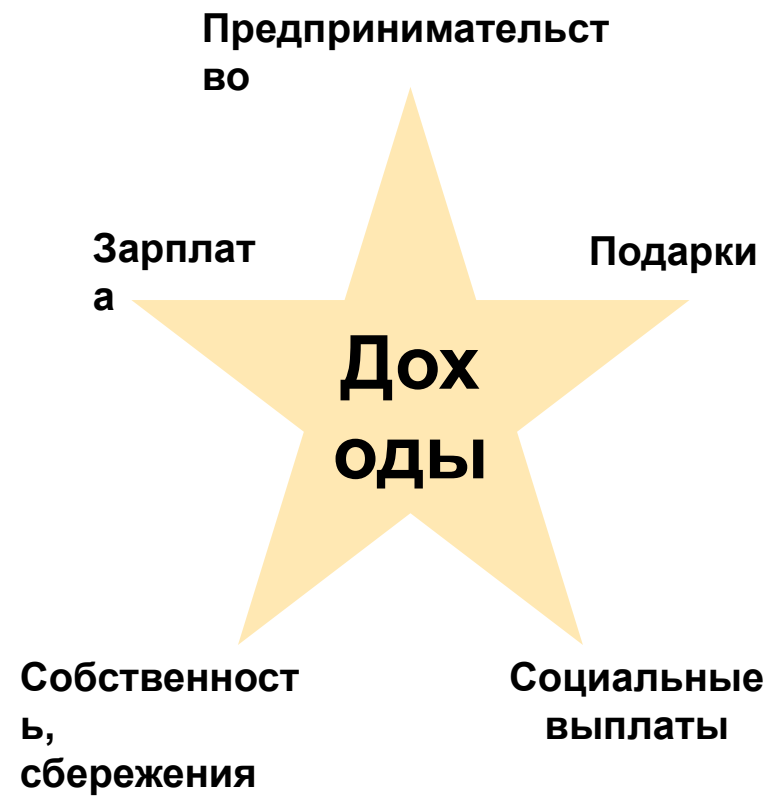 Предпринимательст
во
Зарплат
а
Подарки
Дох
оды
Собственност
ь,
сбережения
Социальные
выплаты